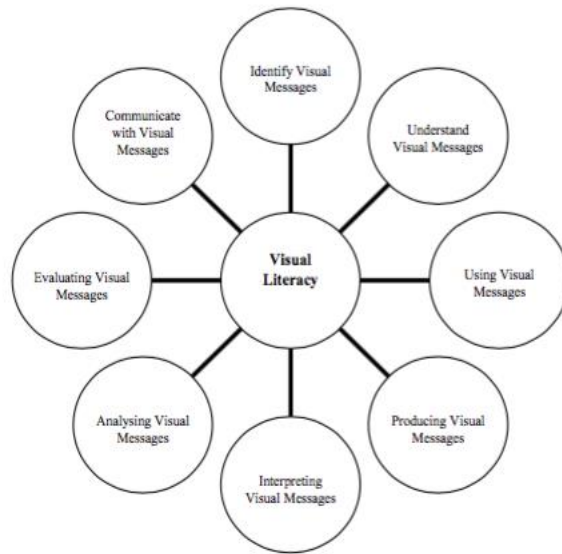 Identify Visual
Messages
Understand
Visual Messages
Using Visual
Messages
Producing Visual
Messages
Interpreting
Visual Messages
Analysing Visual
Messages
Evaluating Visual
Messages
Communicate
with Visual
Messages
Visual
Literacy